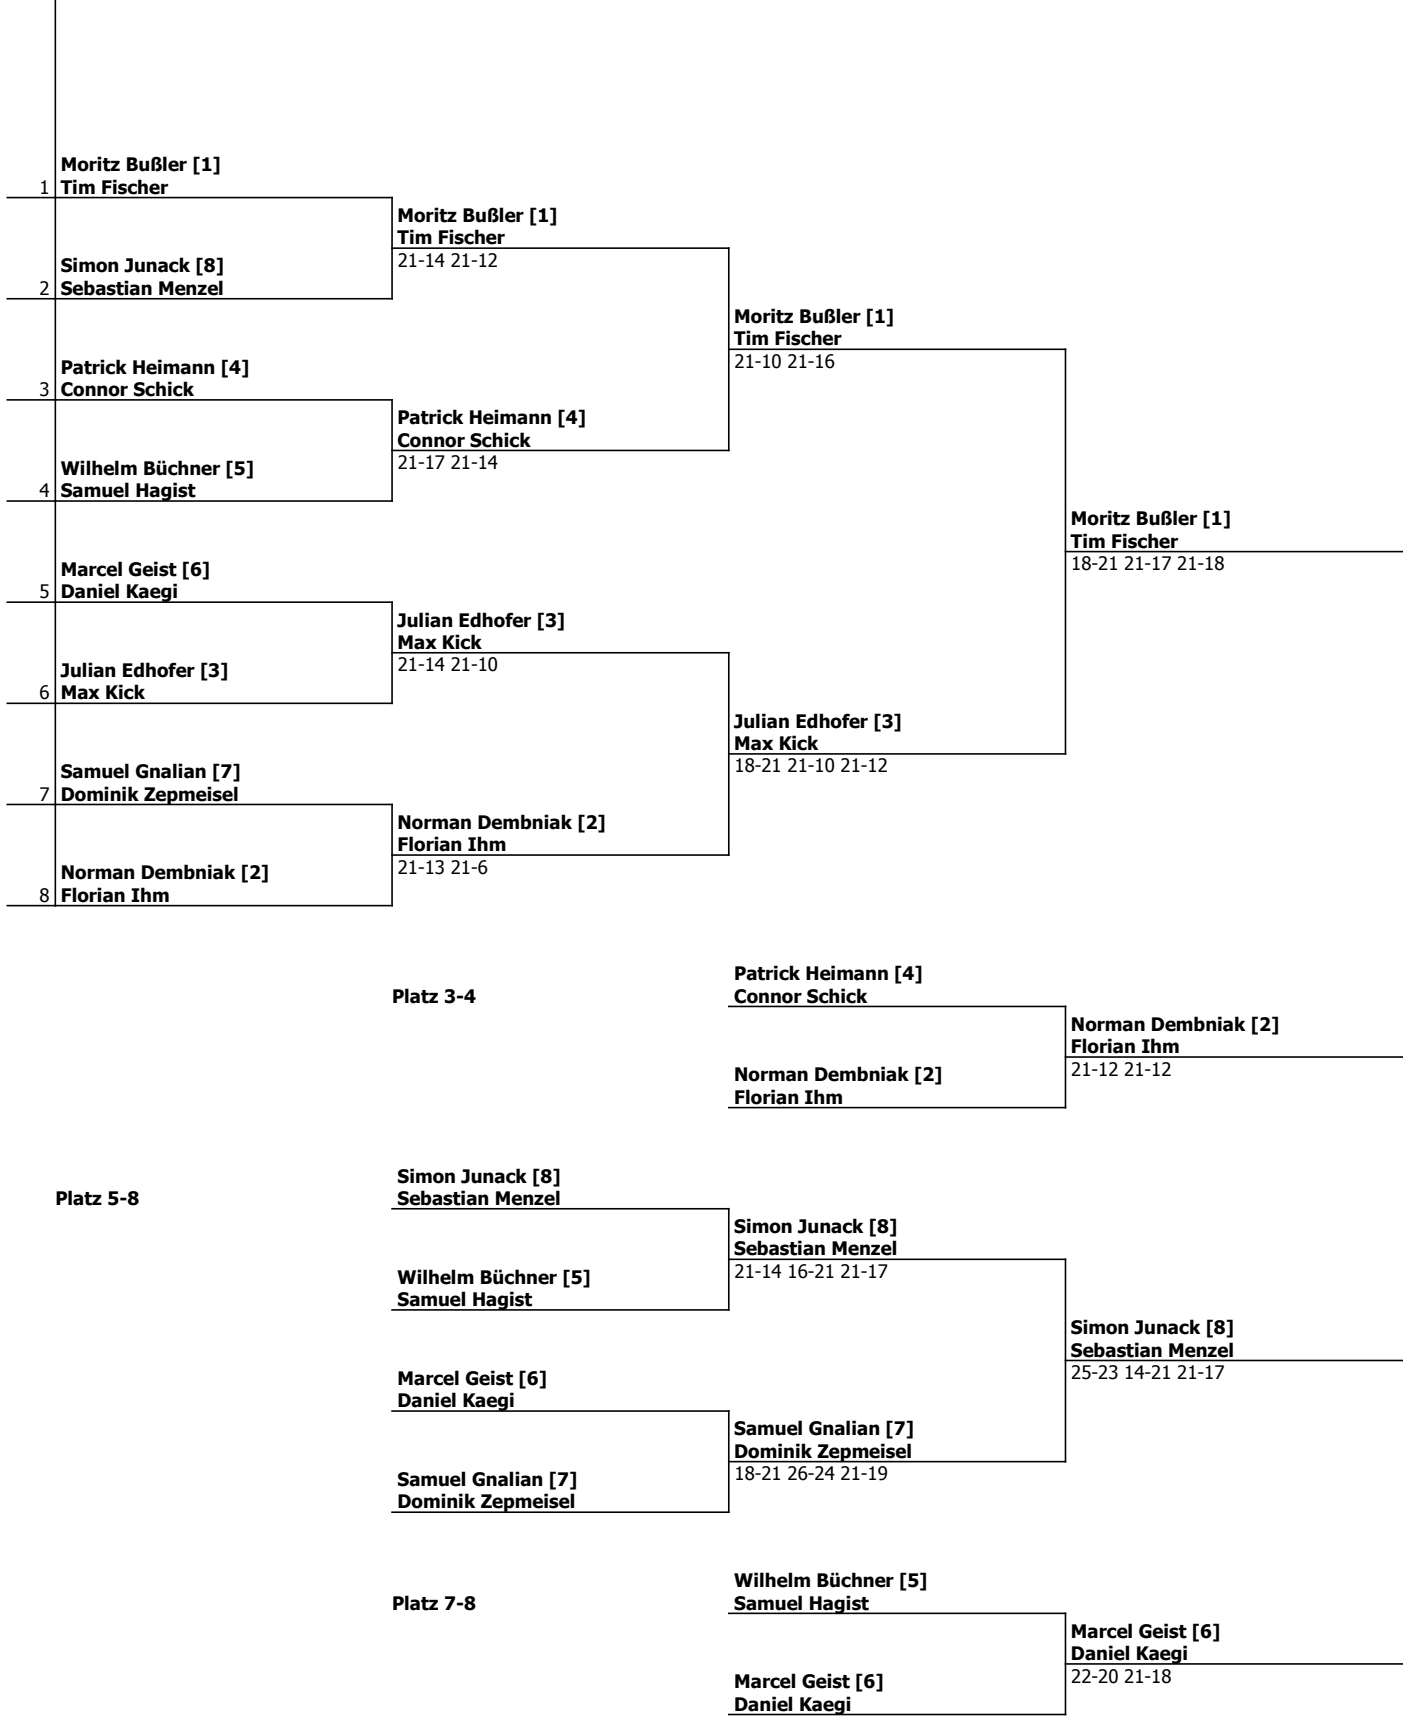 Moritz Bußler [1]
1 Tim Fischer
Moritz Bußler [1]
Tim Fischer
21-14 21-12
Simon Junack [8]
2 Sebastian Menzel
Moritz Bußler [1]
Tim Fischer
21-10 21-16
Patrick Heimann [4]
3 Connor Schick
Patrick Heimann [4]
Connor Schick
21-17 21-14
Wilhelm Büchner [5]
4 Samuel Hagist
Moritz Bußler [1]
Tim Fischer
18-21 21-17 21-18
Marcel Geist [6]
5 Daniel Kaegi
Julian Edhofer [3]
Max Kick
21-14 21-10
Julian Edhofer [3]
6 Max Kick
Julian Edhofer [3]
Max Kick
18-21 21-10 21-12
Samuel Gnalian [7]
7 Dominik Zepmeisel
Norman Dembniak [2]
Florian Ihm
21-13 21-6
Norman Dembniak [2]
8 Florian Ihm
Platz 3-4
Patrick Heimann [4]
Connor Schick
Norman Dembniak [2]
Florian Ihm
21-12 21-12
Norman Dembniak [2]
Florian Ihm
Platz 5-8
Simon Junack [8]
Sebastian Menzel
Simon Junack [8]
Sebastian Menzel
21-14 16-21 21-17
Wilhelm Büchner [5]
Samuel Hagist
Simon Junack [8]
Sebastian Menzel
25-23 14-21 21-17
Marcel Geist [6]
Daniel Kaegi
Samuel Gnalian [7]
Dominik Zepmeisel
18-21 26-24 21-19
Samuel Gnalian [7]
Dominik Zepmeisel
Platz 7-8
Wilhelm Büchner [5]
Samuel Hagist
Marcel Geist [6]
Daniel Kaegi
22-20 21-18
Marcel Geist [6]
Daniel Kaegi